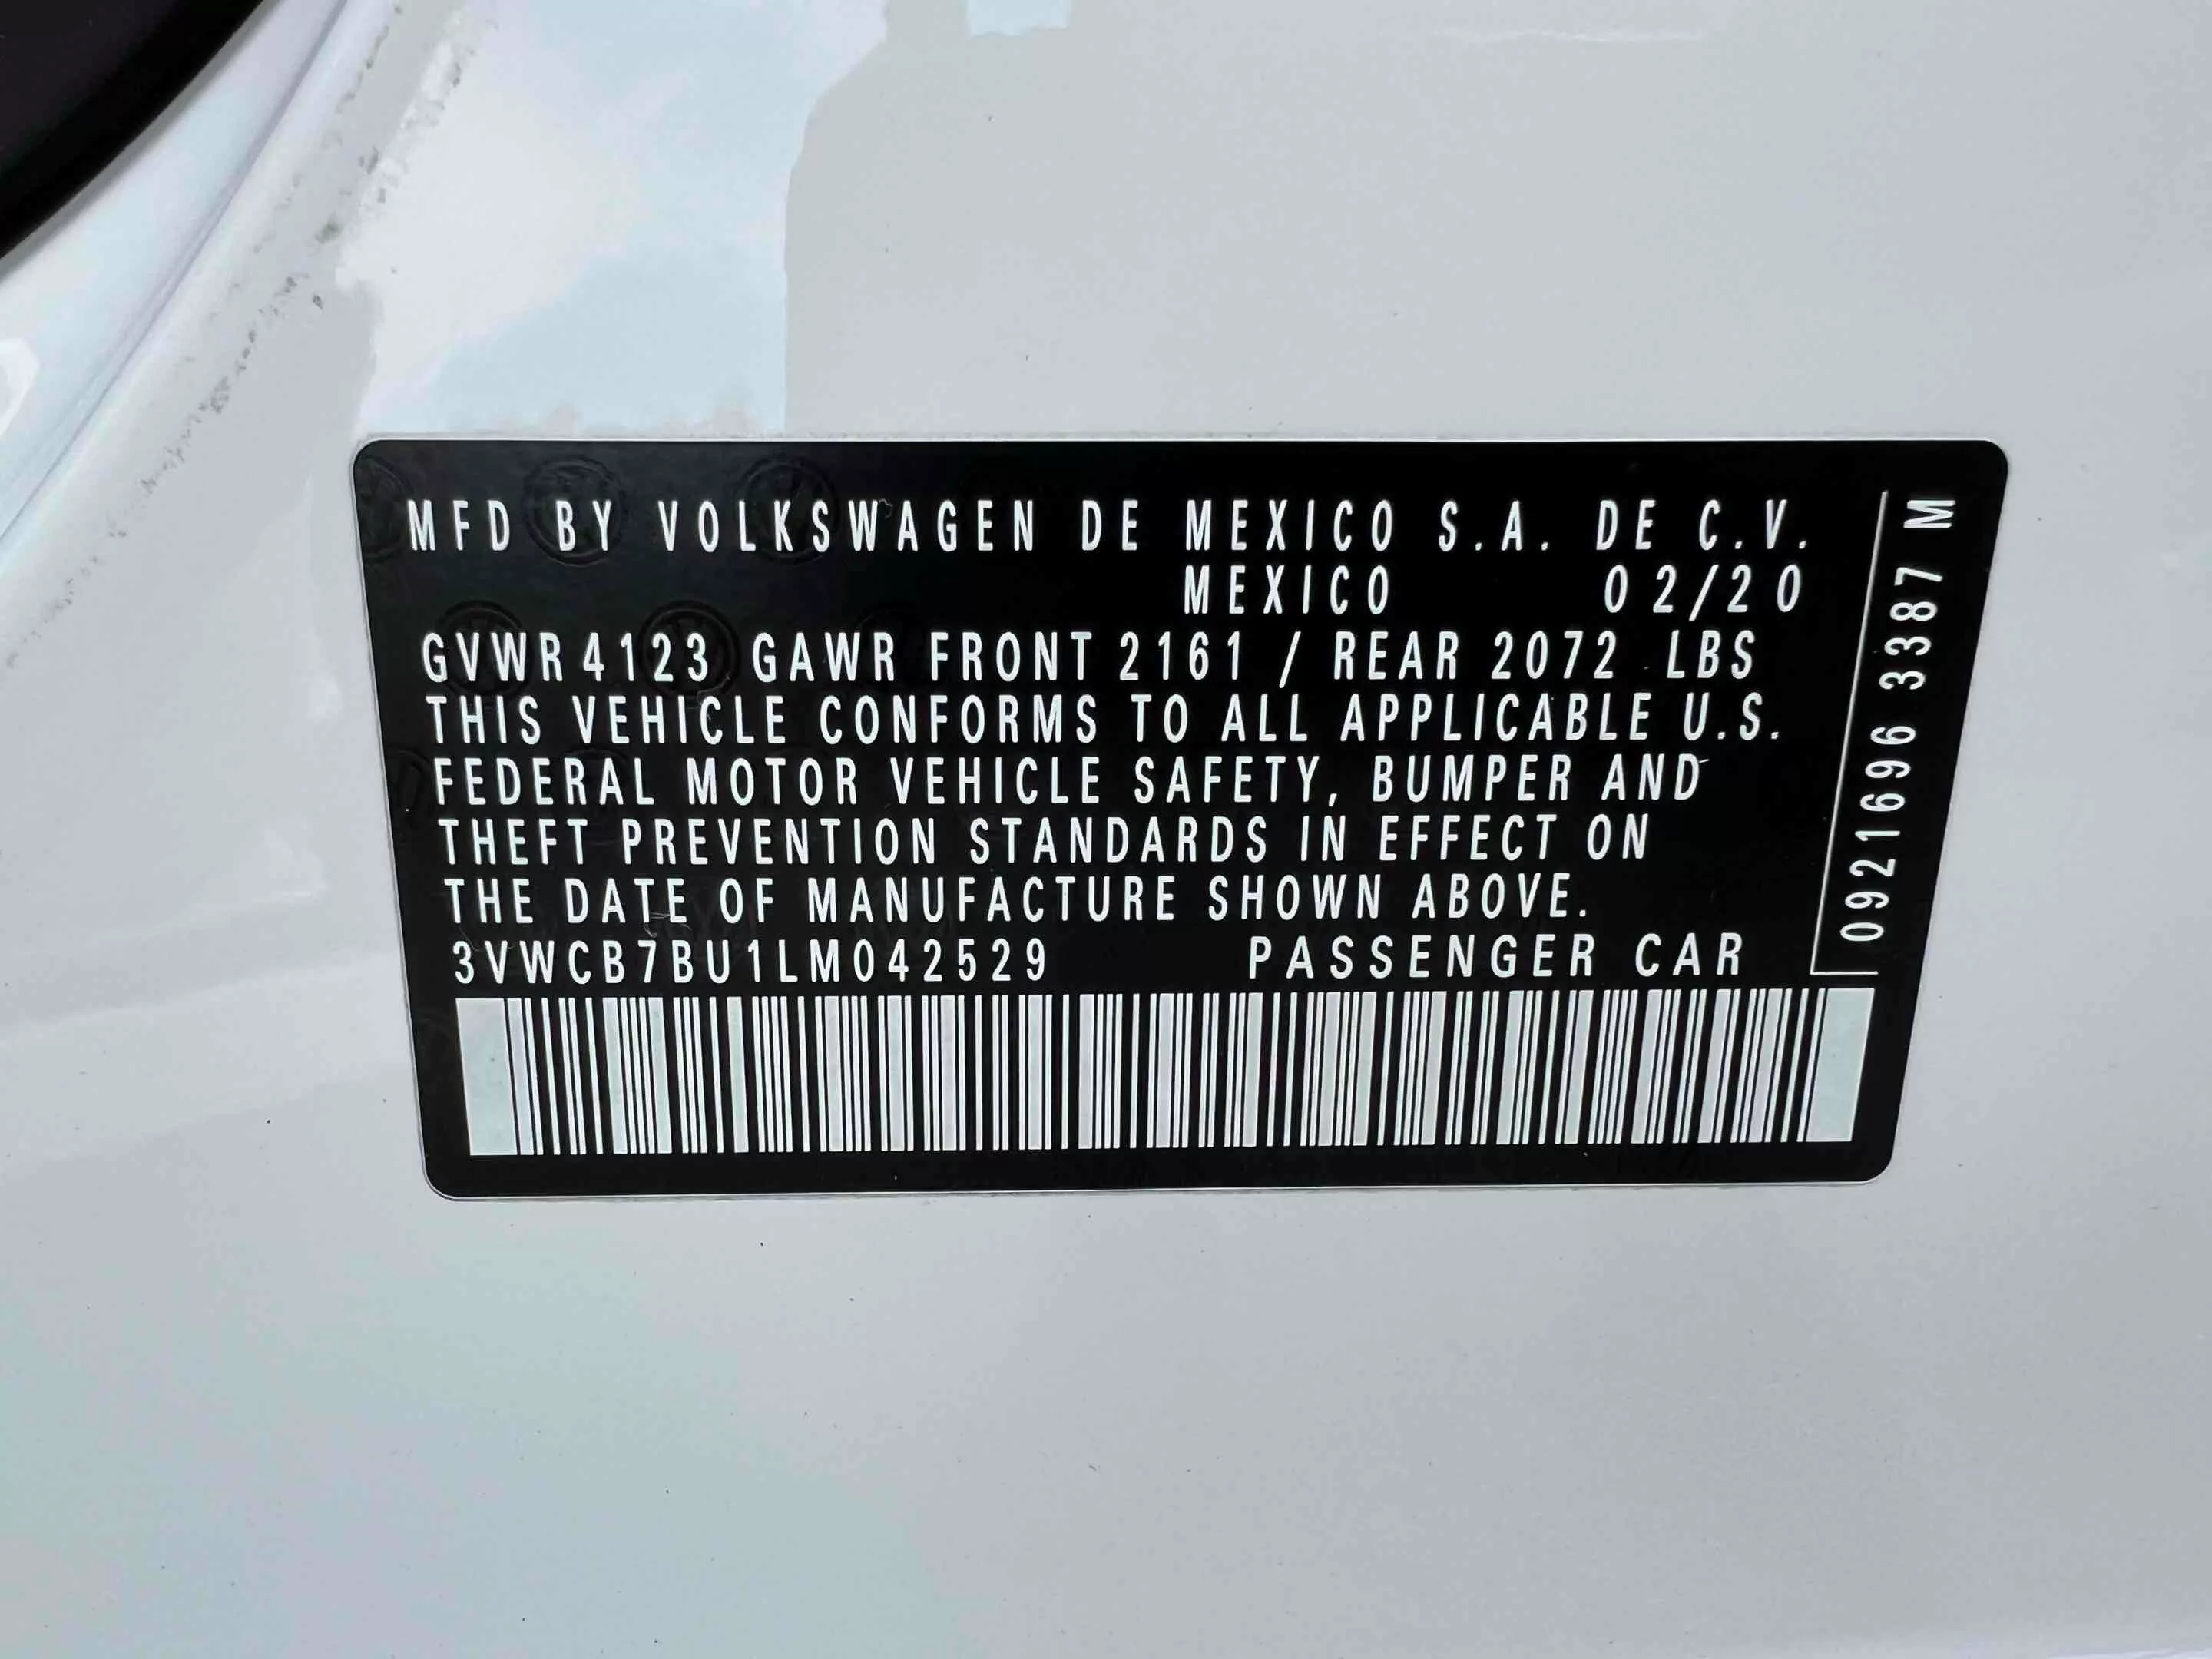 MFD BY VOLKSWAGEN DE MEXICO S.A. DE C.V.
MEXICO 02/20
GVWR 4123 GAWR FRONT 2161 / REAR 2072 LBS
THIS VEHICLE CONFORMS TO ALL APPLICABLE U.S.
FEDERAL MOTOR VEHICLE SAFETY, BUMPER AND
THEFT PREVENTION STANDARDS IN EFFECT ON
THE DATE OF MANUFACTURE SHOWN ABOVE.
3VWCB7BU1LM042529 PASSENGER CAR
0921696 3387 M